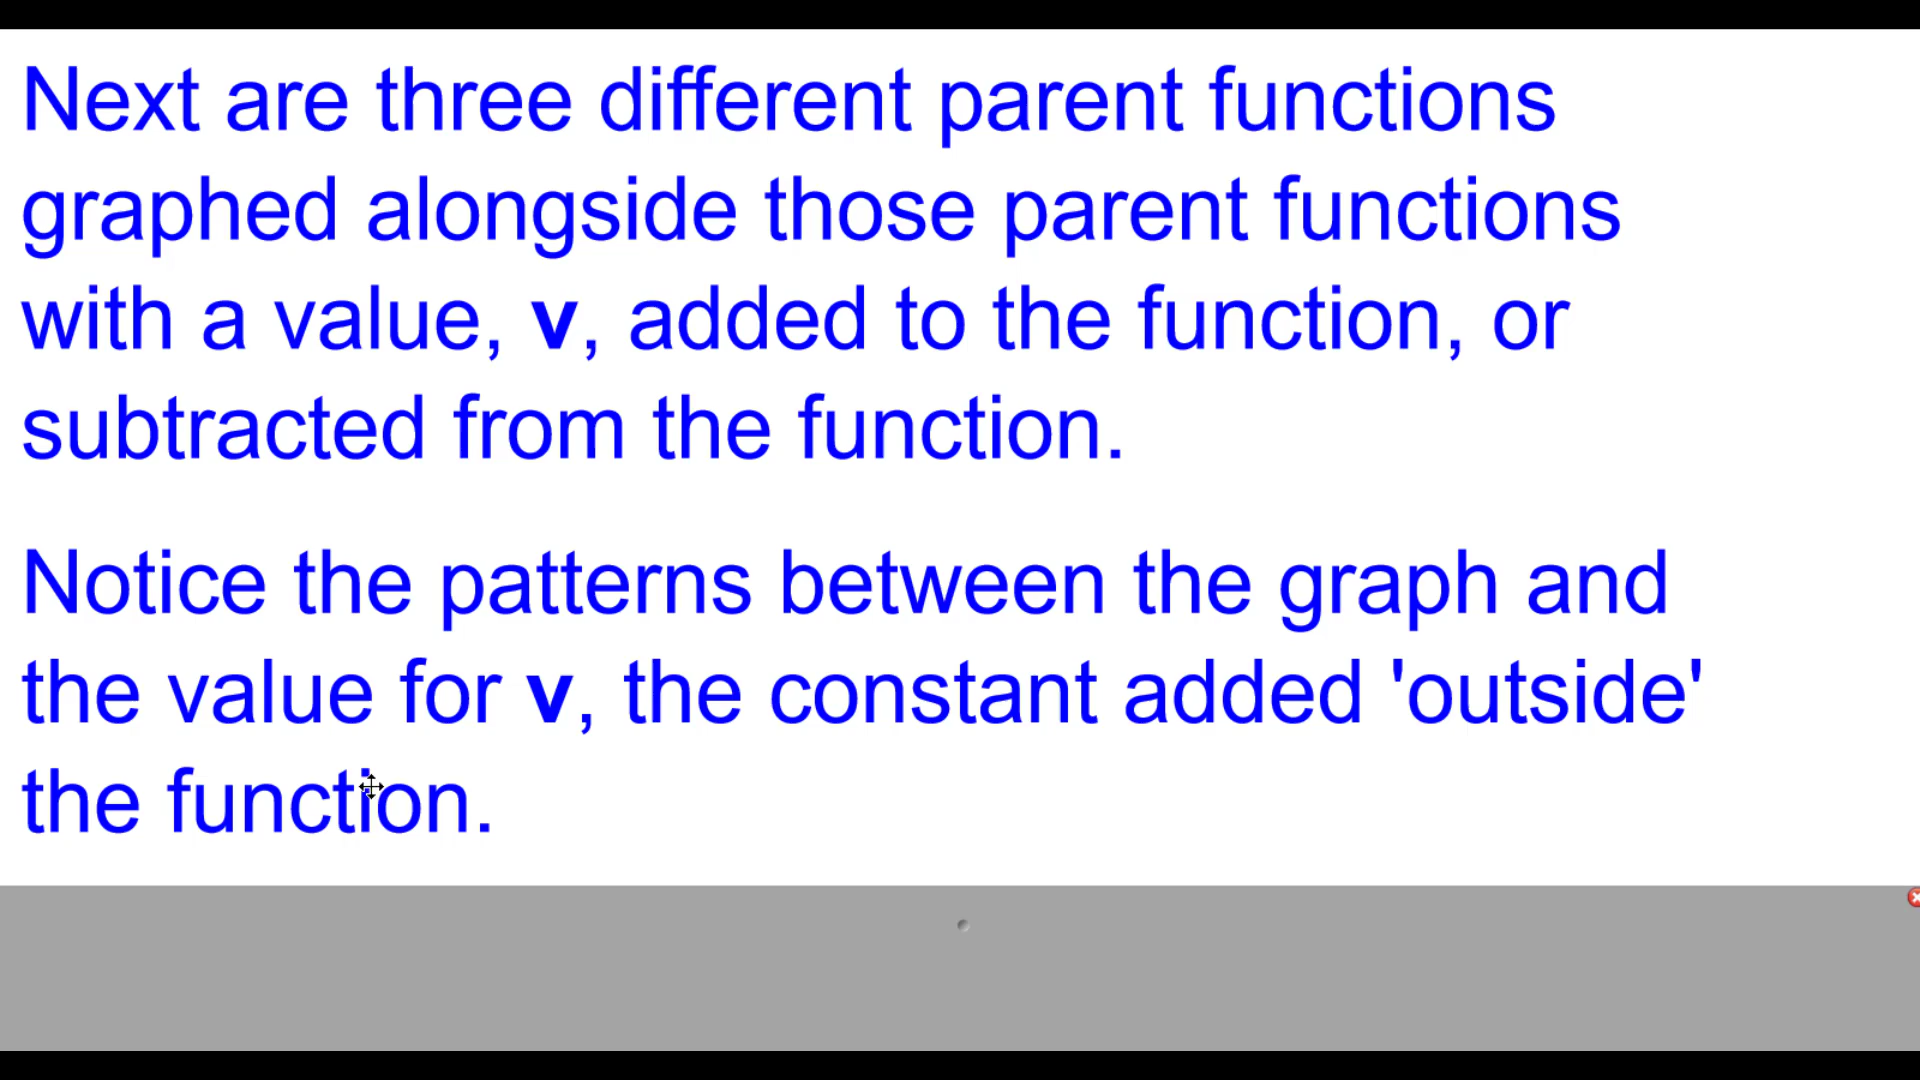 Next are three different parent functions
graphed alongside those parent functions
with a value, v, added to the function, or
subtracted from the function.
Notice the patterns between the graph and
the value for v, the constant added 'outside'
the function.